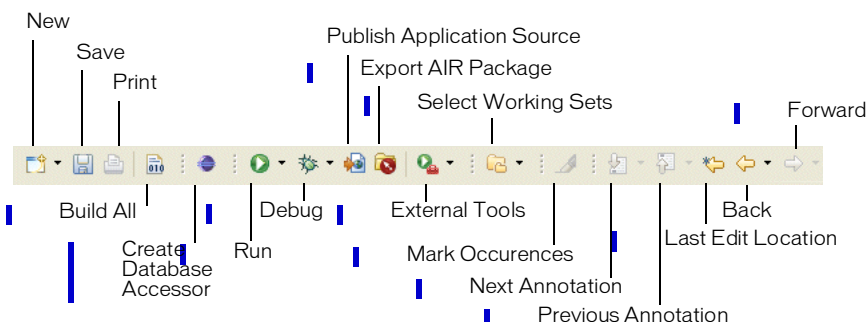 New
Save
Print
Publish Application Source
Export AIR Package
Select Working Sets
Forward
010
Build All
Create
Database
Accessor
Run
Debug
External Tools
Mark Occurences
Next Annotation
Previous Annotation
Last Edit Location
Back